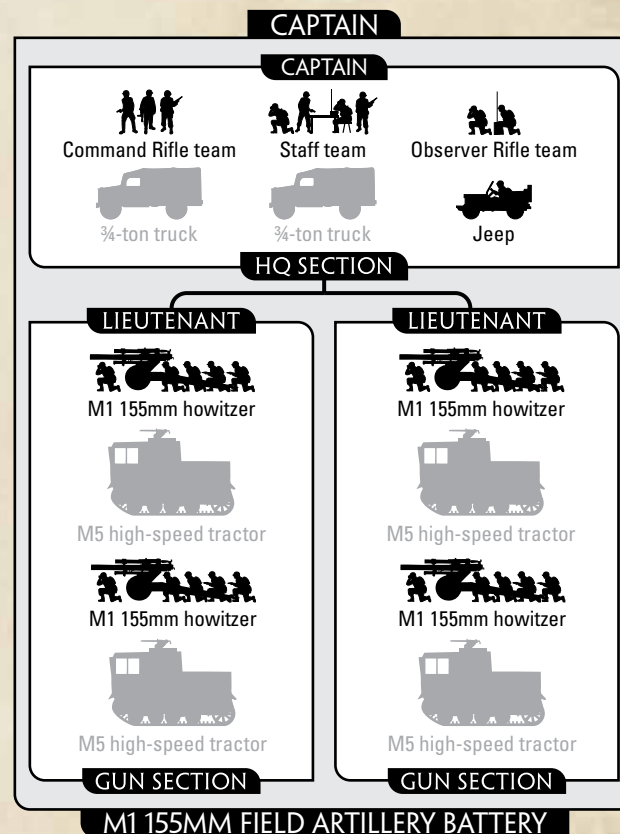 CAPTAIN
CAPTAIN
Command Rifle team Staff team Observer Rifle team
¾-ton truck ¾-ton truck Jeep
HQ SECTION
LIEUTENANT LIEUTENANT
M1 155mm howitzer M1 155mm howitzer
M5 high-speed tractor M5 high-speed tractor
M1 155mm howitzer M1 155mm howitzer
M5 high-speed tractor M5 high-speed tractor
GUN SECTION GUN SECTION
M1 155MM FIELD ARTILLERY BATTERY